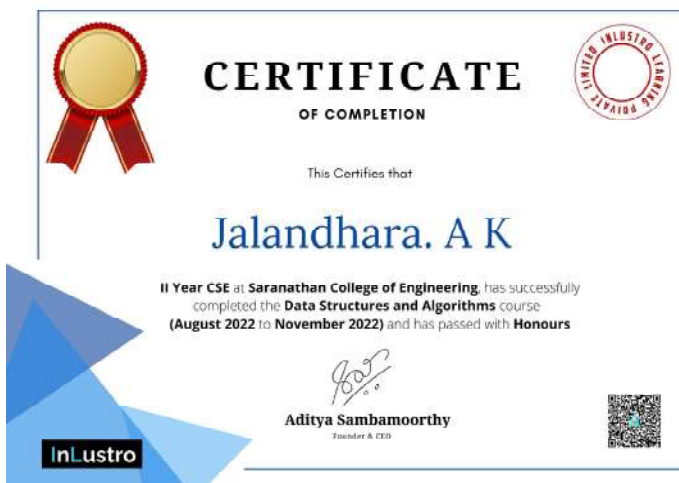 CERTIFICATE
INLUSTRO LEARNING PRIVATE LIMITED
OF COMPLETION
This Certifies that
Jalandhara. A K
II Year CSE at Saranathan College of Engineering, has successfully
completed the Data Structures and Algorithms course
(August 2022 to November 2022) and has passed with Honours
Aditya Sambamoorthy
Founder & CEO
InLustro